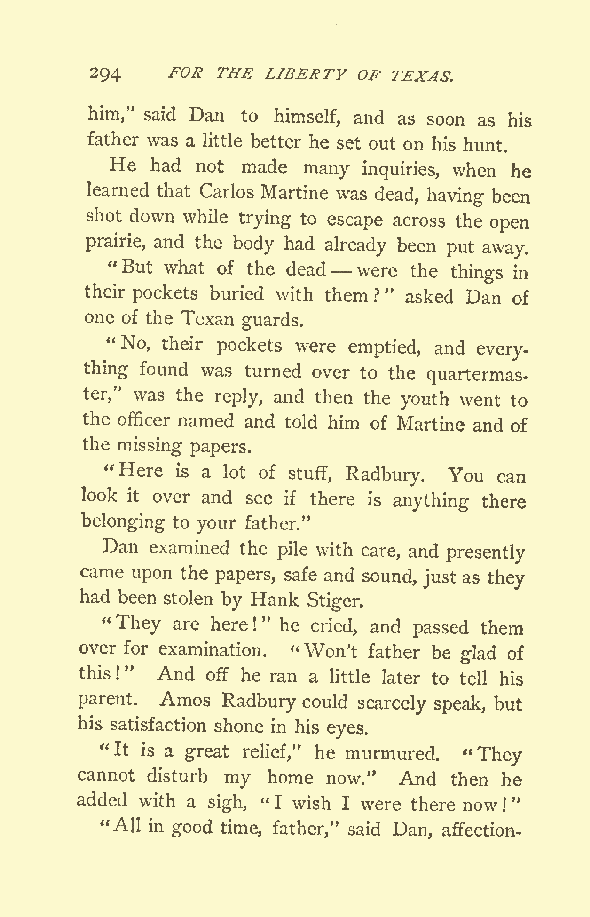 294 FOR THE LIBERTY OF TEXAS.
him," said Dan to himself, and as soon as his
father was a little better he set out on his hunt.
He had not made many inquiries, when he
learned that Carlos Martine was dead, having been
shot down while trying to escape across the open
prairie, and the body had already been put away.
"But what of the dead — were the things in
their pockets buried with them?" asked Dan of
one of the Texan guards.
"No, their pockets were emptied, and every-
thing found was turned over to the quartermas-
ter," was the reply, and then the youth went to
the officer named and told him of Martine and of
the missing papers.
"Here is a lot of stuff, Radbury. You can
look it over and see if there is anything there
belonging to your father."
Dan examined the pile with care, and presently
came upon the papers, safe and sound, just as they
had been stolen by Hank Stiger.
"They are here!" he cried, and passed them
over for examination. "Won't father be glad of
this!" And off he ran a little later to tell his
parent. Amos Radbury could scarcely speak, but
his satisfaction shone in his eyes.
"It is a great relief," he murmured. "They
cannot disturb my home now." And then he
added with a sigh, "I wish I were there now!"
"All in good time, father," said Dan, affection-